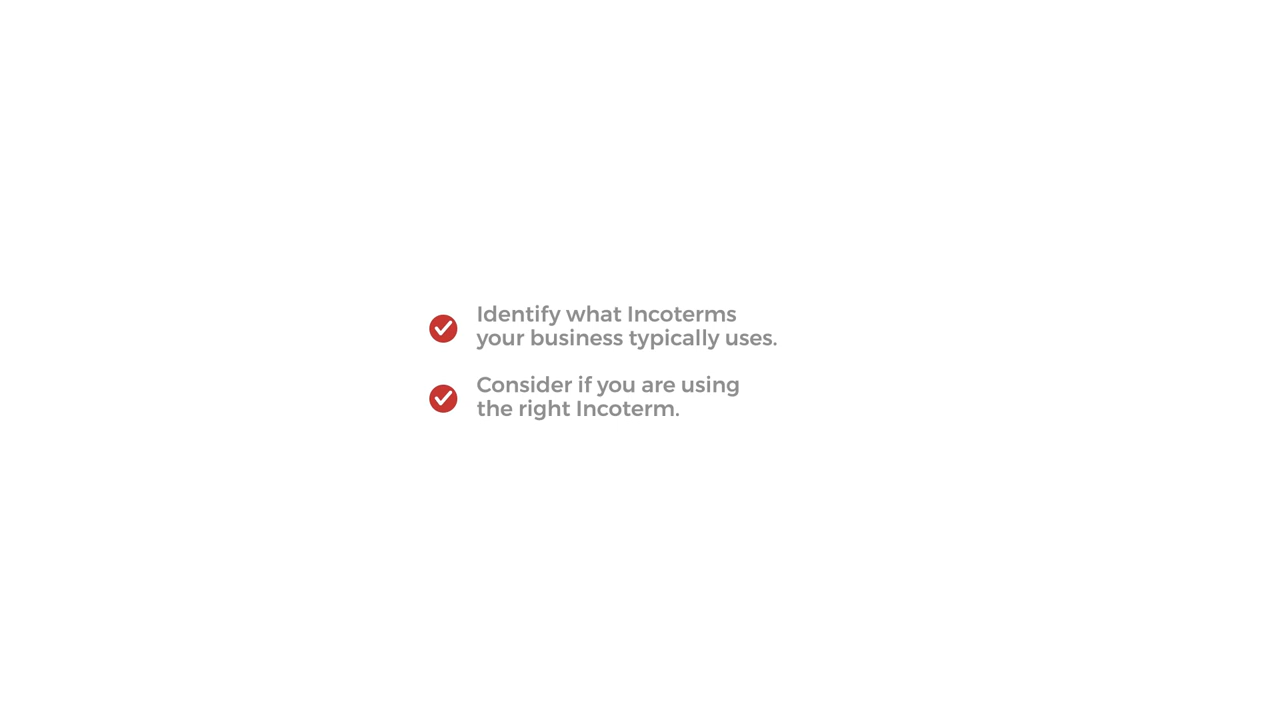 Identify what Incoterms
your business typically uses.
Consider if you are using
the right Incoterm.